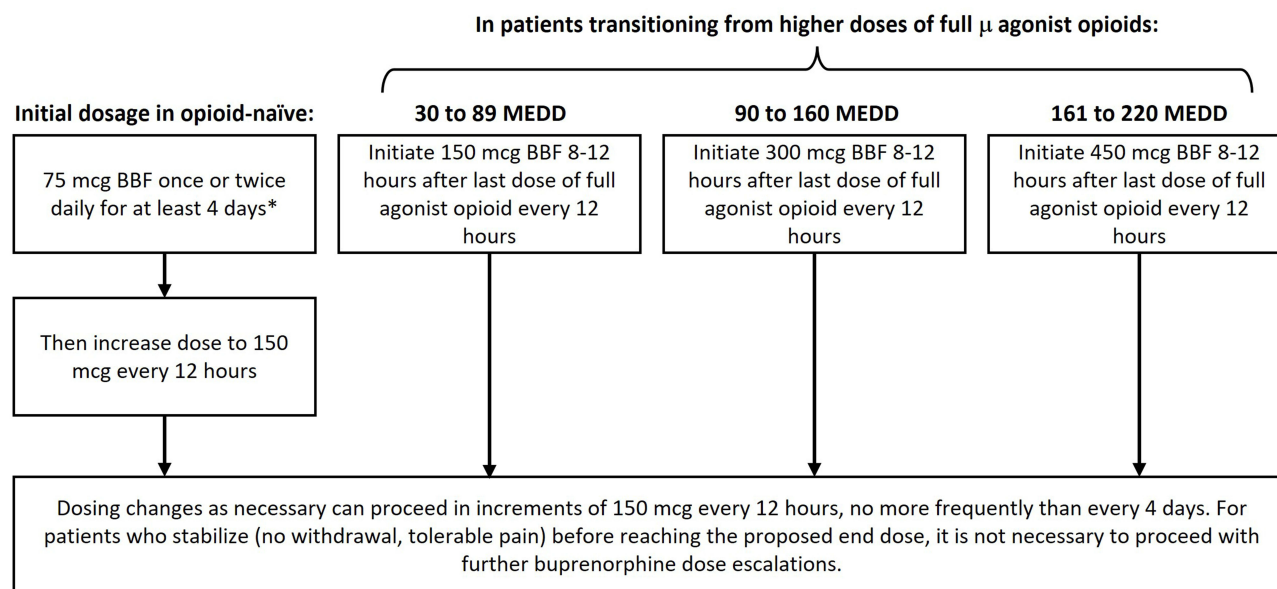 In patients transitioning from higher doses of full μ agonist opioids:
Initial dosage in opioid-naïve:
75 mcg BBF once or twice
daily for at least 4 days*
Then increase dose to 150
mcg every 12 hours
30 to 89 MEDD
Initiate 150 mcg BBF 8-12
hours after last dose of full
agonist opioid every 12
hours
90 to 160 MEDD
Initiate 300 mcg BBF 8-12
hours after last dose of full
agonist opioid every 12
hours
161 to 220 MEDD
Initiate 450 mcg BBF 8-12
hours after last dose of full
agonist opioid every 12
hours
Dosing changes as necessary can proceed in increments of 150 mcg every 12 hours, no more frequently than every 4 days. For
patients who stabilize (no withdrawal, tolerable pain) before reaching the proposed end dose, it is not necessary to proceed with
further buprenorphine dose escalations.